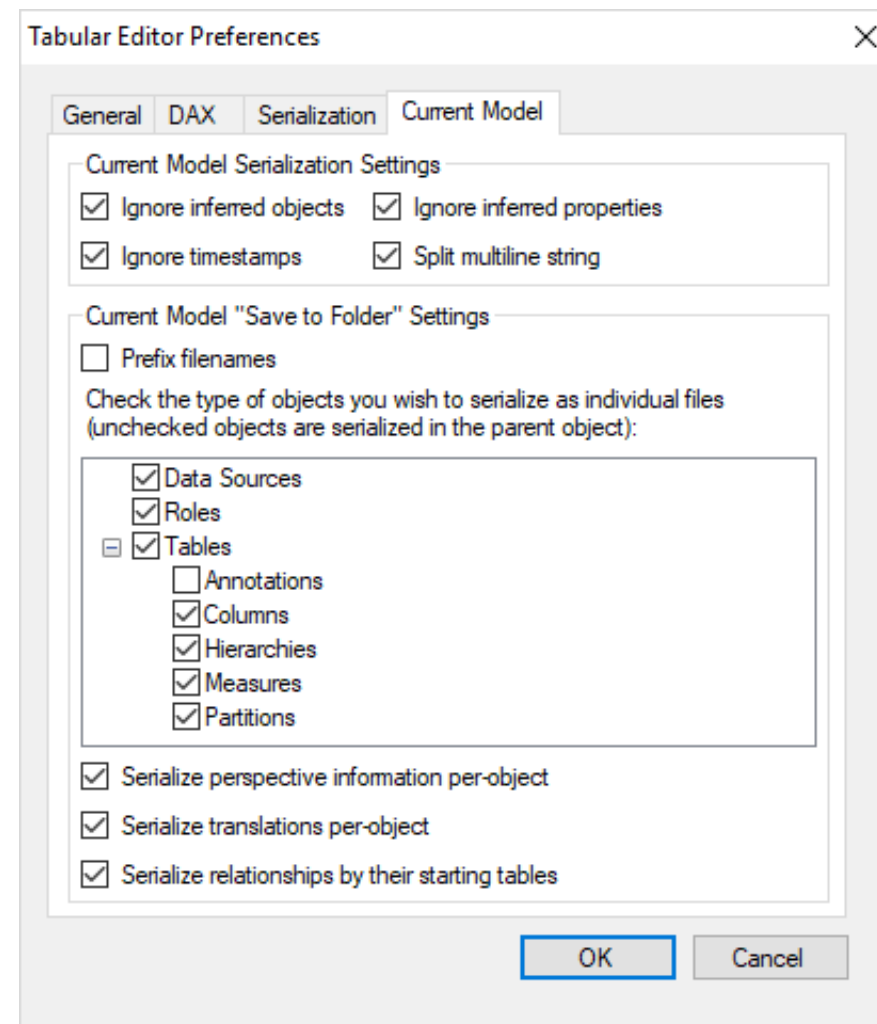 Tabular Editor Preferences
General DAX Serialization Current Model
Current Model Serialization Settings
Ignore inferred objects Ignore inferred properties
Ignore timestamps Split multiline string
Current Model "Save to Folder" Settings
Prefix filenames
Check the type of objects you wish to serialize as individual files
(unchecked objects are serialized in the parent object):
Data Sources
Roles
Tables
Annotations
Columns
Hierarchies
Measures
Partitions
Serialize perspective information per-object
Serialize translations per-object
Serialize relationships by their starting tables
OK Cancel